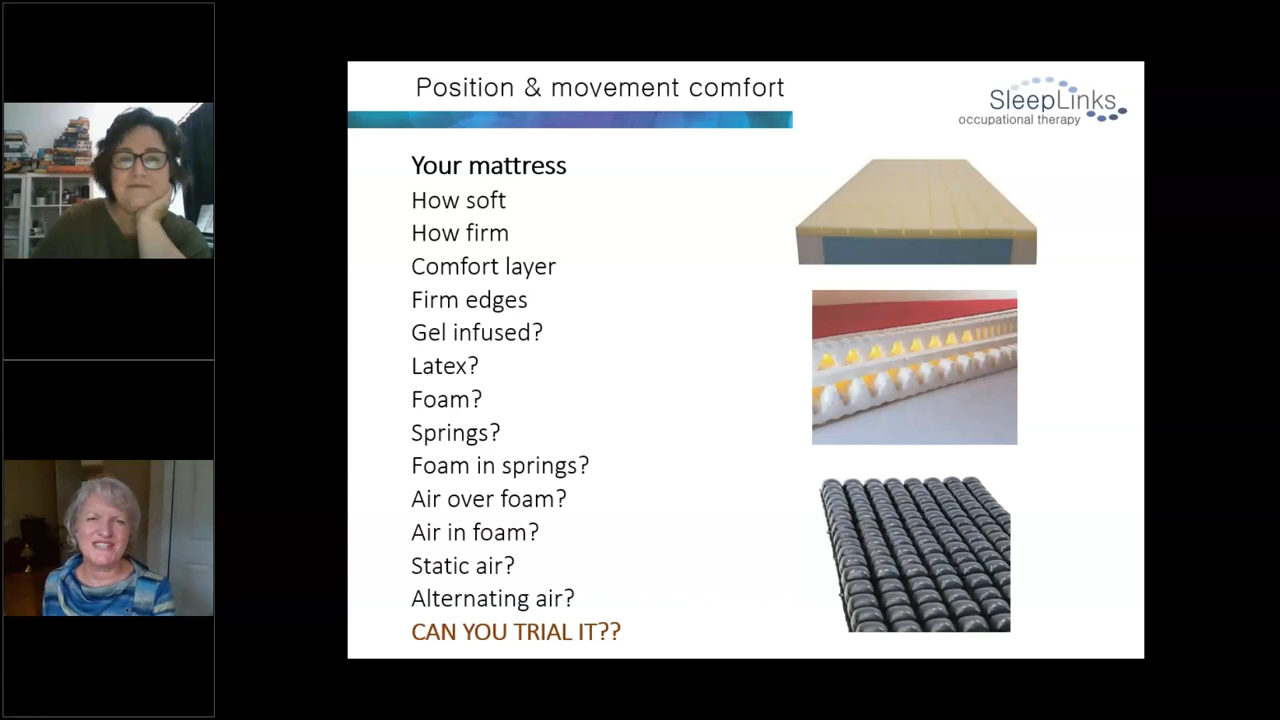 Position & movement comfort
SleepLinks
occupational therapy
Your mattress
How soft
How firm
Comfort layer
Firm edges
Gel infused?
Latex?
Foam?
Springs?
Foam in springs?
Air over foam?
Air in foam?
Static air?
Alternating air?
CAN YOU TRIAL IT??